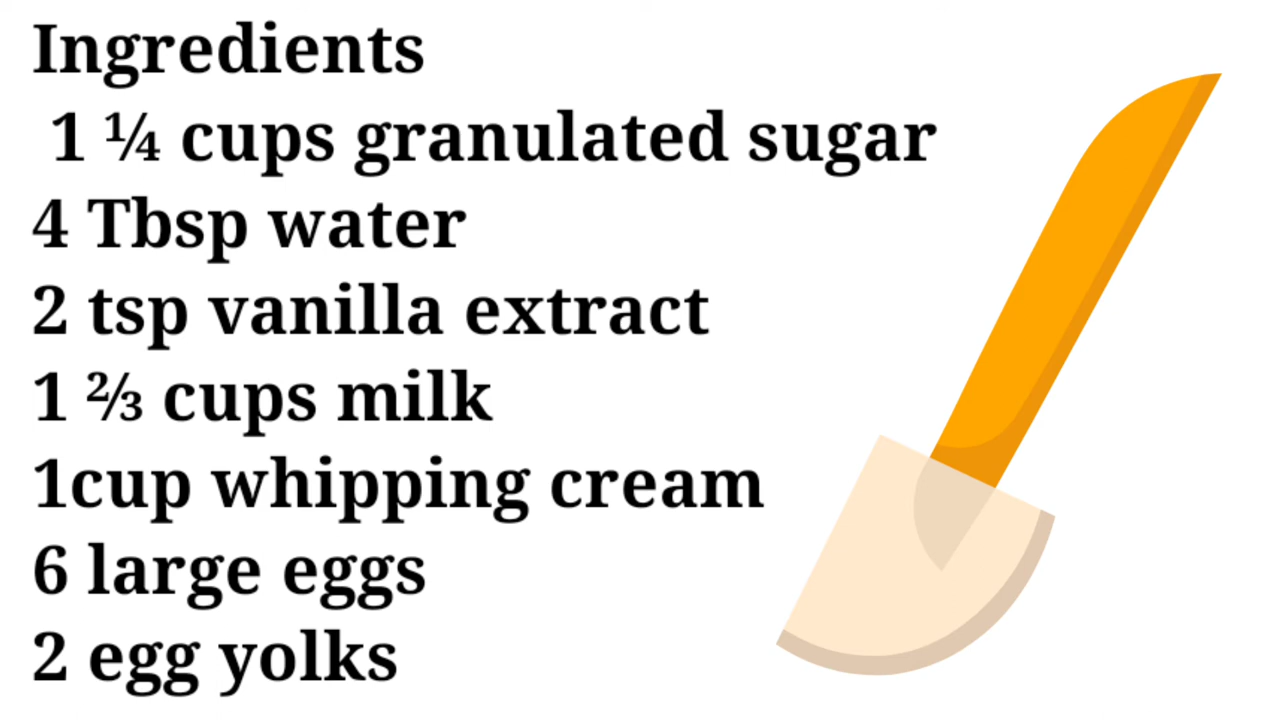 Ingredients
1 ¼ cups granulated sugar
4 Tbsp water
2 tsp vanilla extract
1 ⅔ cups milk
1cup whipping cream
6 large eggs
2 egg yolks